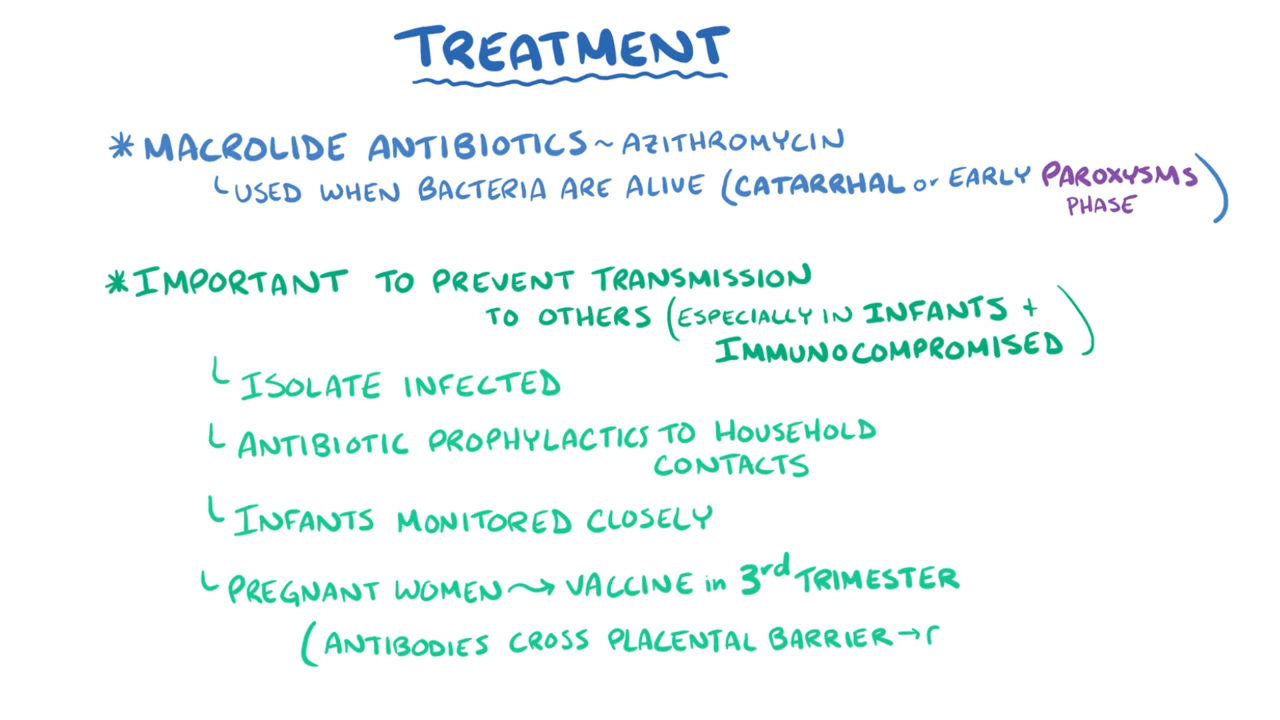 TREATMENT
* MACROLIDE ANTIBIOTICS ~ AZITHROMYCIN
USED WHEN BACTERIA ARE ALIVE (CATARRHAL or EARLY PAROXYSMS
PHASE)
* IMPORTANT TO PREVENT TRANSMISSION
TO OTHERS (ESPECIALLY IN INFANTS +
IMMUNOCOMPROMISED)
ISOLATE INFECTED
ANTIBIOTIC PROPHYLACTICS TO HOUSEHOLD
CONTACTS
INFANTS MONITORED CLOSELY
PREGNANT WOMEN → VACCINE in 3rd TRIMESTER
(ANTIBODIES CROSS PLACENTAL BARRIER →